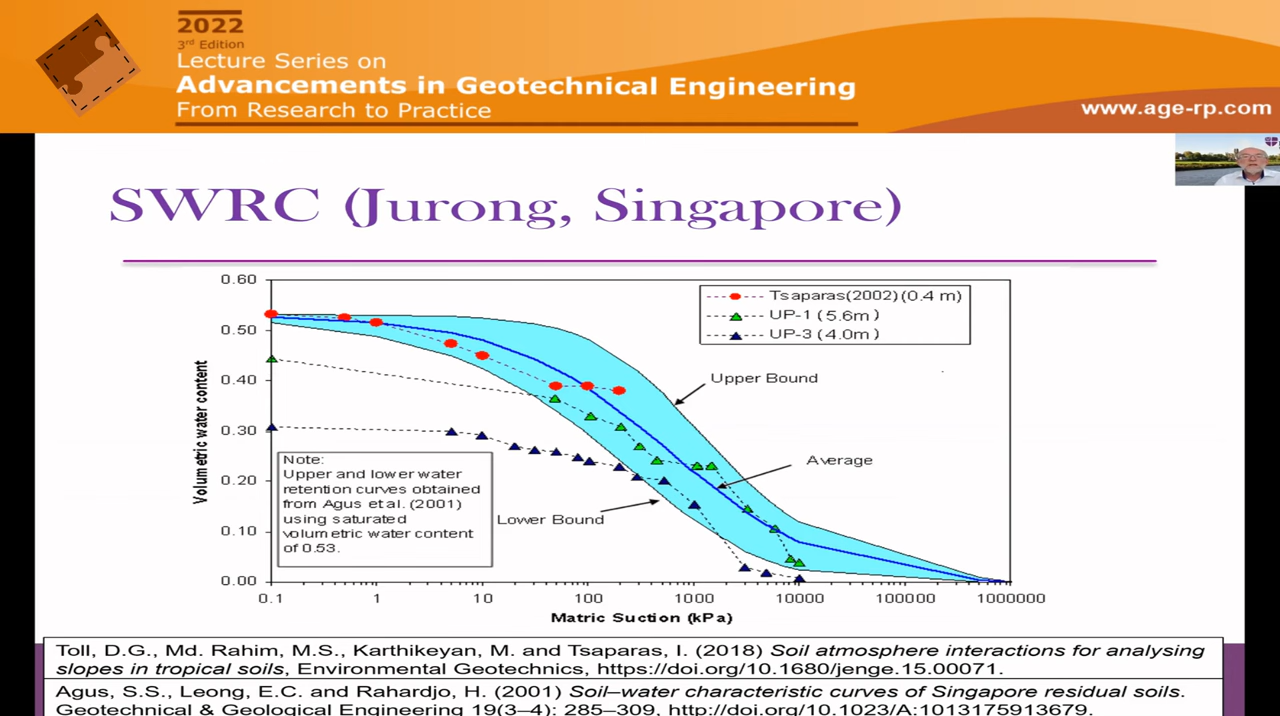 2022
3rd Edition
Lecture Series on
Advancements in Geotechnical Engineering
From Research to Practice
www.age-rp.com
SWRC (Jurong, Singapore)
0.60
0.50
0.40
0.30
0.20
0.10
0.00
Volumetric water content
Tsaparas(2002)(0.4 m)
UP-1 (5.6m)
UP-3 (4.0m)
Upper Bound
Average
Lower Bound
Note:
Upper and lower water
retention curves obtained
from Agus et al. (2001)
using saturated
volumetric water content
of 0.53.
0.1 1 10 100 1000 10000 100000 1000000
Matric Suction (kPa)
Toll, D.G., Md. Rahim, M.S., Karthikeyan, M. and Tsaparas, I. (2018) Soil atmosphere interactions for analysing
slopes in tropical soils, Environmental Geotechnics, https://doi.org/10.1680/jenge.15.00071.
Agus, S.S., Leong, E.C. and Rahardjo, H. (2001) Soil–water characteristic curves of Singapore residual soils.
Geotechnical & Geological Engineering 19(3–4): 285–309, http://doi.org/10.1023/A:1013175913679.